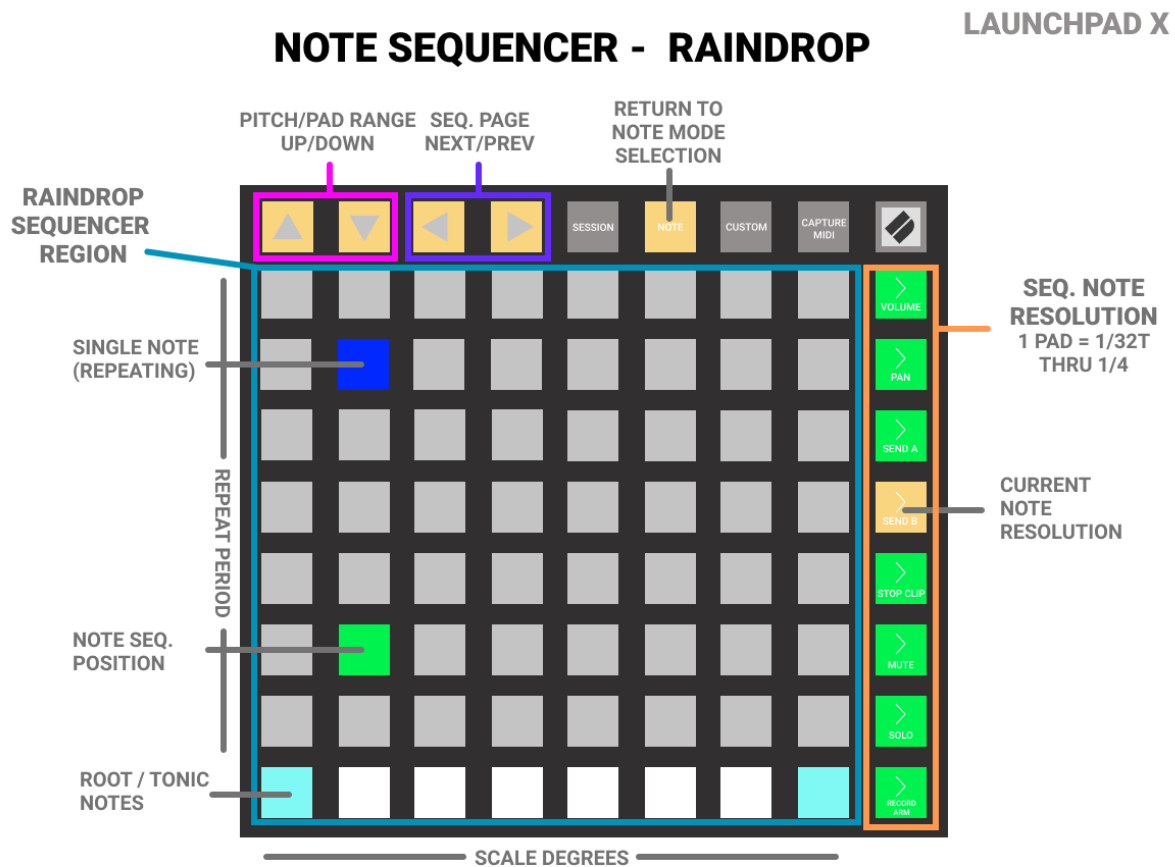 LAUNCHPAD X
NOTE SEQUENCER - RAINDROP
PITCH/PAD RANGE
UP/DOWN
SEQ. PAGE
NEXT/PREV
RETURN TO
NOTE MODE
SELECTION
RAINDROP
SEQUENCER
REGION
SESSION
NOTE
CUSTOM
CAPTURE
MIDI
VOLUME
SEQ. NOTE
RESOLUTION
1 PAD = 1/32T
THRU 1/4
SINGLE NOTE
(REPEATING)
PAN
SEND A
REPEAT PERIOD
SEND B
CURRENT
NOTE
RESOLUTION
STOP CLIP
NOTE SEQ.
POSITION
MUTE
SOLO
ROOT / TONIC
NOTES
RECORD
ARM
SCALE DEGREES